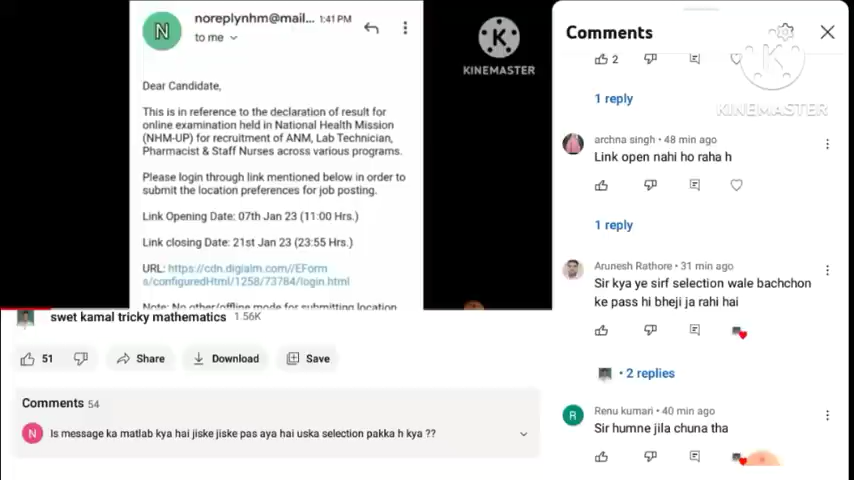 N
noreplynhm@mail... 1:41 PM
to me
Dear Candidate,
This is in reference to the declaration of result for
online examination held in National Health Mission
(NHM-UP) for recruitment of ANM, Lab Technician,
Pharmacist & Staff Nurses across various programs.
Please login through link mentioned below in order to
submit the location preferences for job posting.
Link Opening Date: 07th Jan 23 (11:00 Hrs.)
Link closing Date: 21st Jan 23 (23:55 Hrs.)
URL: https://cdn.digialm.com//EForm
s/configuredHtml/1258/73784/login.html
Note: No other/offline mode for submitting location
KINEMASTER
swet kamal tricky mathematics 1.56K
51 Share Download Save
Comments 54
N Is message ka matlab kya hai jiske jiske pas aya hai uska selection pakka h kya ??
Comments
KINEMASTER
2
1 reply
archna singh • 48 min ago
Link open nahi ho raha h
1 reply
Arunesh Rathore • 31 min ago
Sir kya ye sirf selection wale bachchon
ke pass hi bheji ja rahi hai
• 2 replies
R Renu kumari • 40 min ago
Sir humne jila chuna tha